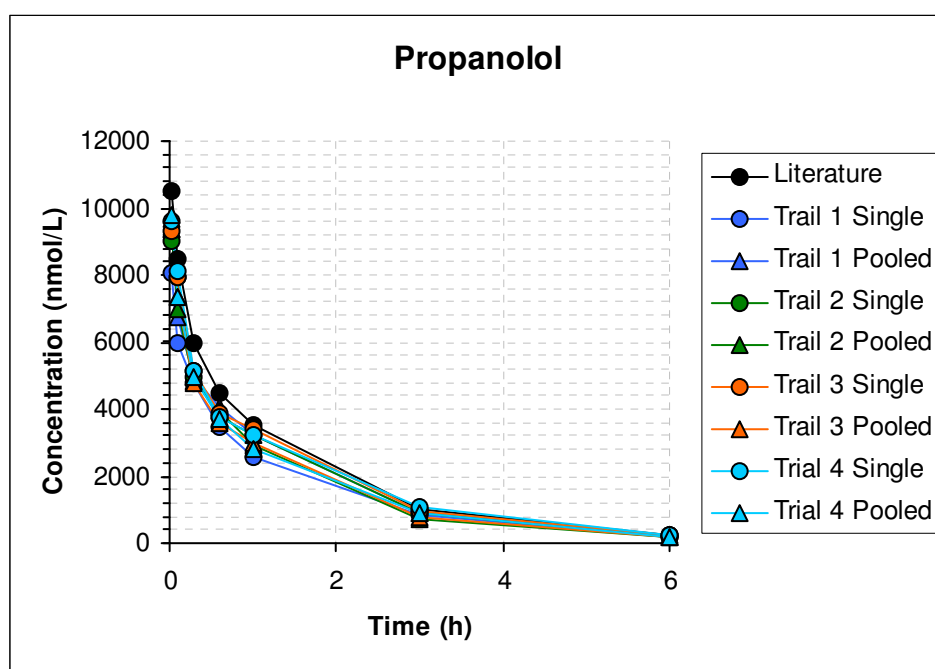 Propanolol
12000
10000
8000
6000
4000
2000
0
Concentration (nmol/L)
0 2 4 6
Time (h)
Literature
Trail 1 Single
Trail 1 Pooled
Trail 2 Single
Trail 2 Pooled
Trail 3 Single
Trail 3 Pooled
Trial 4 Single
Trial 4 Pooled